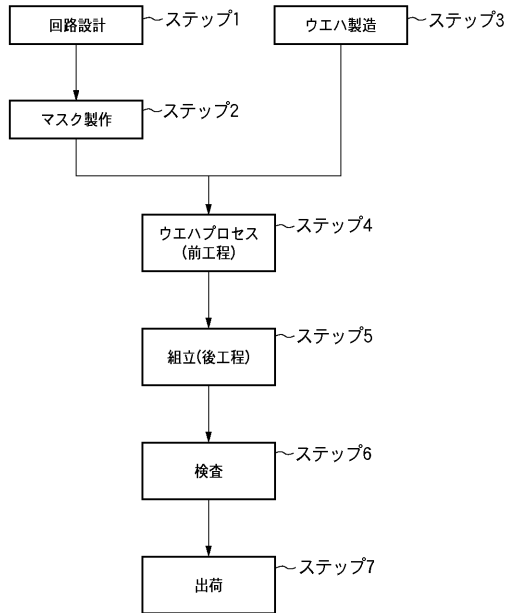 回路設計
ステップ1
ウエハ製造
ステップ3
マスク製作
ステップ2
ウエハプロセス
(前工程)
ステップ4
組立(後工程)
ステップ5
検査
ステップ6
出荷
ステップ7